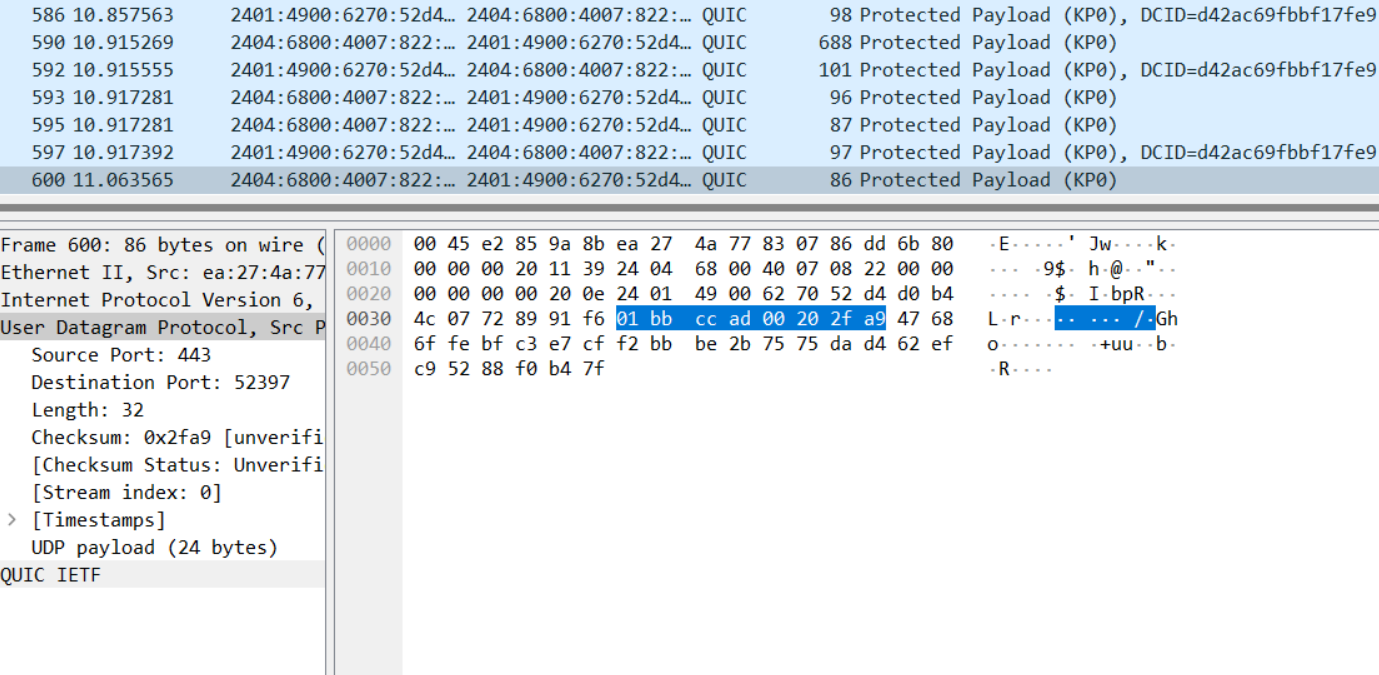 586 10.857563 2401:4900:6270:52d4… 2404:6800:4007:822:… QUIC 98 Protected Payload (KP0), DCID=d42ac69fbbf17fe9
590 10.915269 2404:6800:4007:822:… 2401:4900:6270:52d4… QUIC 688 Protected Payload (KP0)
592 10.915555 2401:4900:6270:52d4… 2404:6800:4007:822:… QUIC 101 Protected Payload (KP0), DCID=d42ac69fbbf17fe9
593 10.917281 2404:6800:4007:822:… 2401:4900:6270:52d4… QUIC 96 Protected Payload (KP0)
595 10.917281 2404:6800:4007:822:… 2401:4900:6270:52d4… QUIC 87 Protected Payload (KP0)
597 10.917392 2401:4900:6270:52d4… 2404:6800:4007:822:… QUIC 97 Protected Payload (KP0), DCID=d42ac69fbbf17fe9
600 11.063565 2404:6800:4007:822:… 2401:4900:6270:52d4… QUIC 86 Protected Payload (KP0)
Frame 600: 86 bytes on wire (
Ethernet II, Src: ea:27:4a:77
Internet Protocol Version 6,
User Datagram Protocol, Src P
Source Port: 443
Destination Port: 52397
Length: 32
Checksum: 0x2fa9 [unverifi
[Checksum Status: Unverifi
[Stream index: 0]
[Timestamps]
UDP payload (24 bytes)
QUIC IETF
0000 00 45 e2 85 9a 8b ea 27 4a 77 83 07 86 dd 6b 80 ·E·····' Jw····k·
0010 00 00 00 20 11 39 24 04 68 00 40 07 08 22 00 00 ··· ·9$· h·@··"··
0020 00 00 00 00 20 0e 24 01 49 00 62 70 52 d4 d0 b4 ···· ·$· I·bpR···
0030 4c 07 72 89 91 f6 01 bb cc ad 00 20 2f a9 47 68 L·r····· ··· /·Gh
0040 6f fe bf c3 e7 cf f2 bb be 2b 75 75 da d4 62 ef o······· ·+uu··b·
0050 c9 52 88 f0 b4 7f ·R····